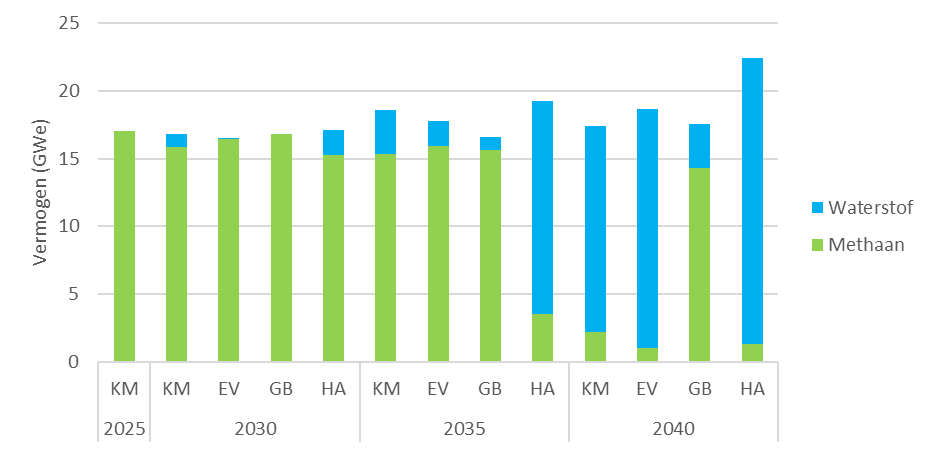 Vermogen (GWe)
25
20
15
10
5
0
KM KM EV GB HA KM EV GB HA KM EV GB HA
2025 2030 2035 2040
Waterstof
Methaan